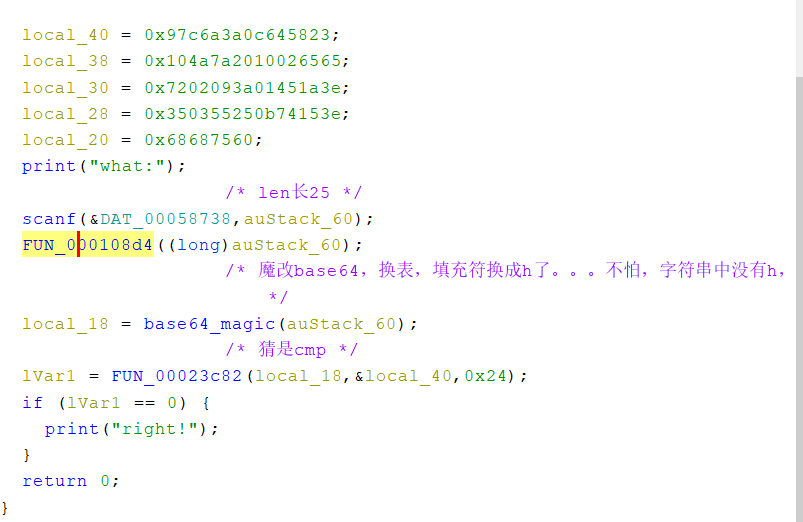 local_40 = 0x97c6a3a0c645823;
local_38 = 0x104a7a2010026565;
local_30 = 0x7202093a01451a3e;
local_28 = 0x350355250b74153e;
local_20 = 0x68687560;
print("what:");
/* len长25 */
scanf(&DAT_00058738,auStack_60);
FUN_000108d4((long)auStack_60);
/* 魔改base64，换表，填充符换成h了。。。不怕，字符串中没有h，
*/
local_18 = base64_magic(auStack_60);
/* 猜是cmp */
lVar1 = FUN_00023c82(local_18,&local_40,0x24);
if (lVar1 == 0) {
print("right!");
}
return 0;
}